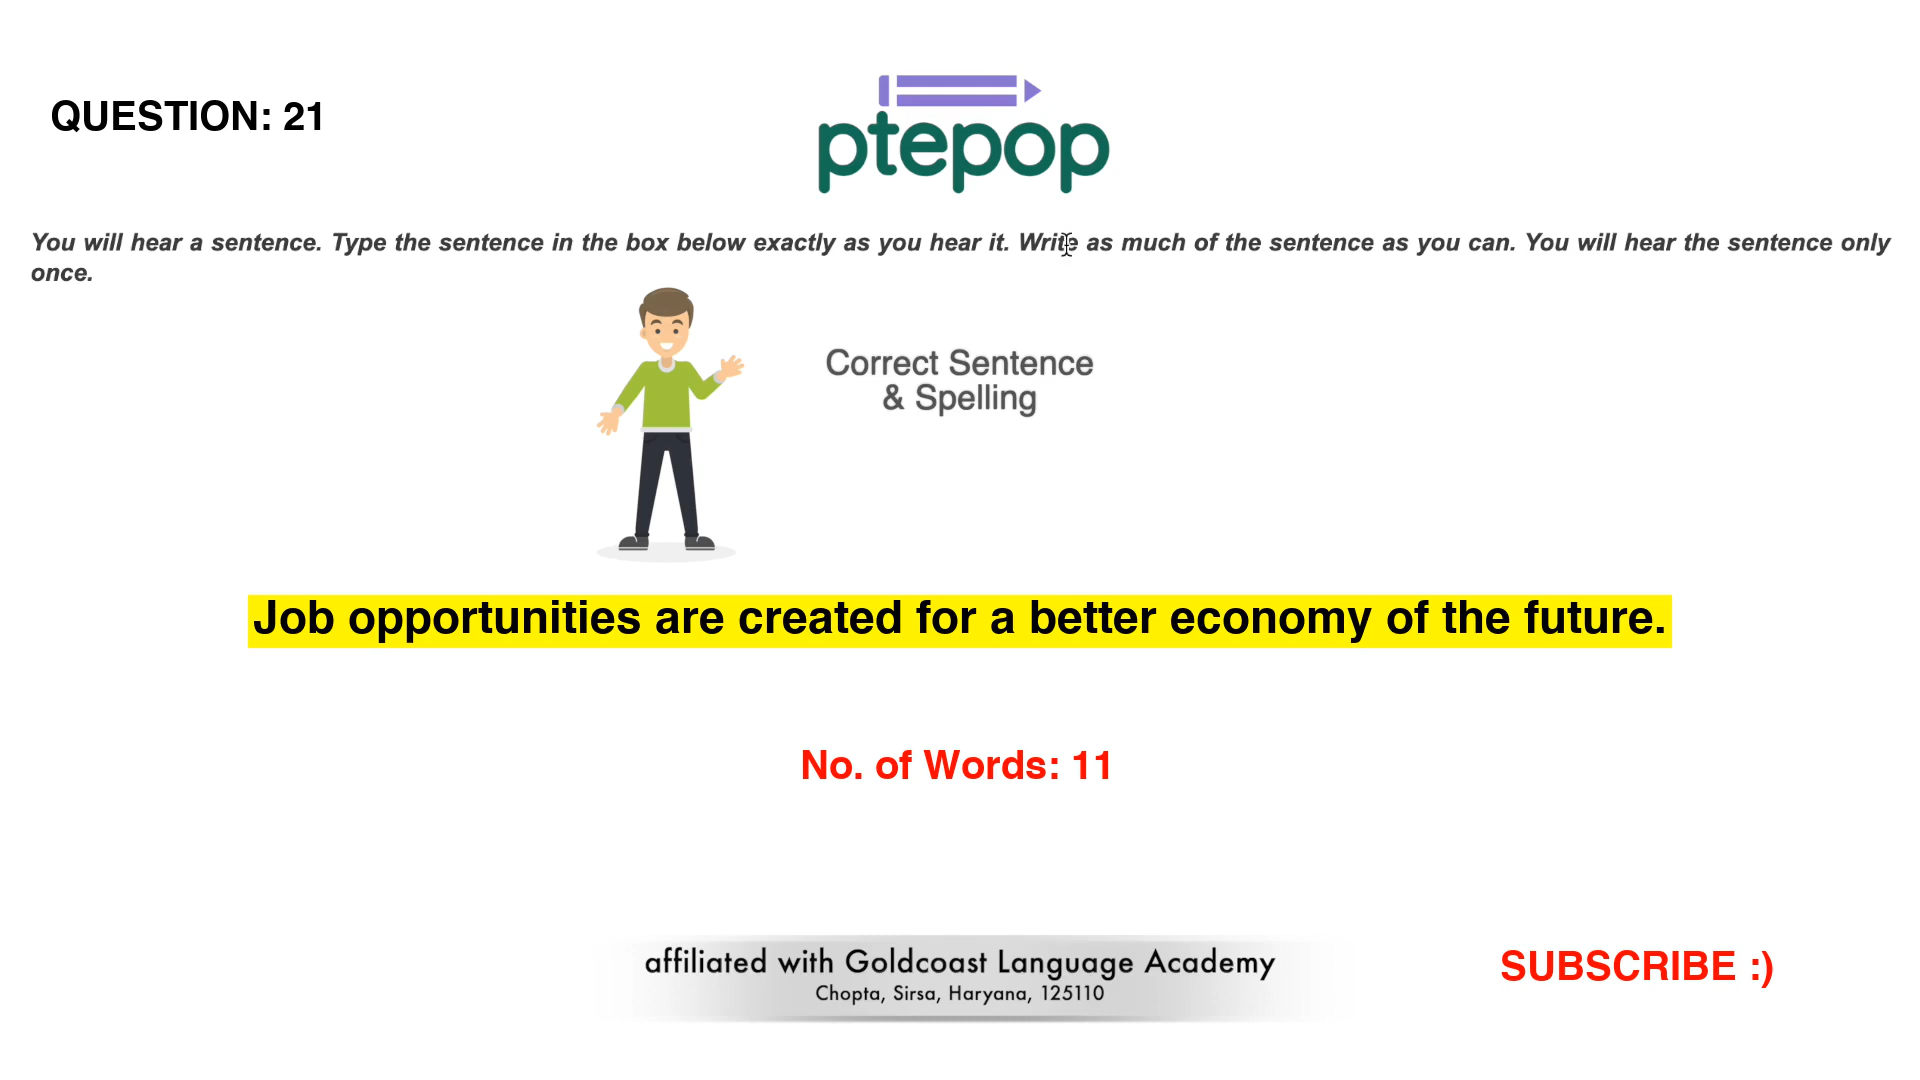 QUESTION: 21
ptepop
You will hear a sentence. Type the sentence in the box below exactly as you hear it. Write as much of the sentence as you can. You will hear the sentence only
once.
Correct Sentence
& Spelling
Job opportunities are created for a better economy of the future.
No. of Words: 11
affiliated with Goldcoast Language Academy
Chopta, Sirsa, Haryana, 125110
SUBSCRIBE :)